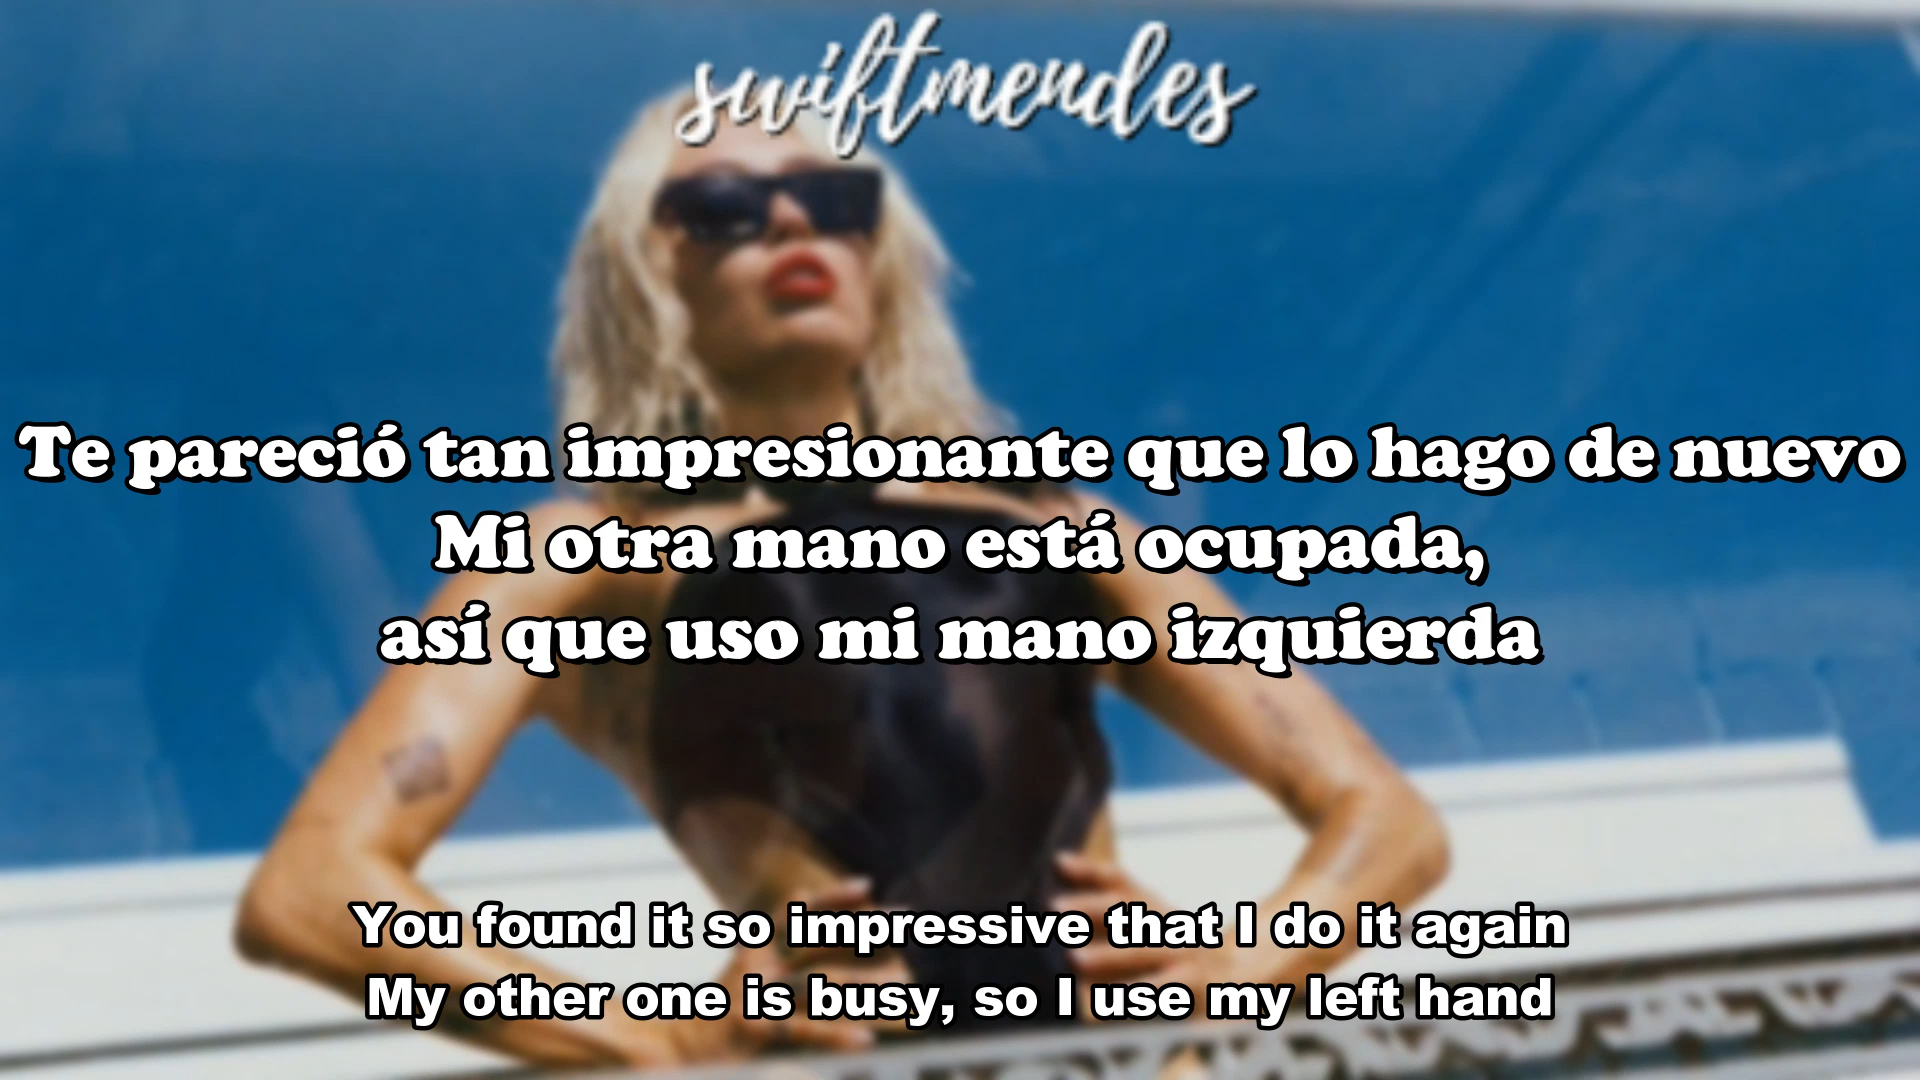 swiftmendes
Te pareció tan impresionante que lo hago de nuevo
Mi otra mano está ocupada,
así que uso mi mano izquierda
You found it so impressive that I do it again
My other one is busy, so I use my left hand